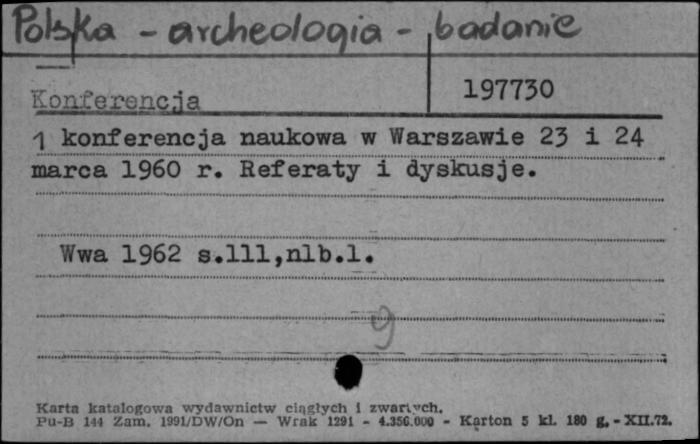 Polska - archeologia - badanie
197730
Konferencja
1 konferencja naukowa w Warszawie 23 i 24
marca 1960 r. Referaty i dyskusje.
Wwa 1962 s.lll,nlb.l.
9
Karta katalogowa wydawnictw ciągłych i zwartych.
Pu-B 144 Zam. 1991/DW/On — Wrak 1291 - 4.356.000 - Karton 5 kl. 180 g. - XII.72.